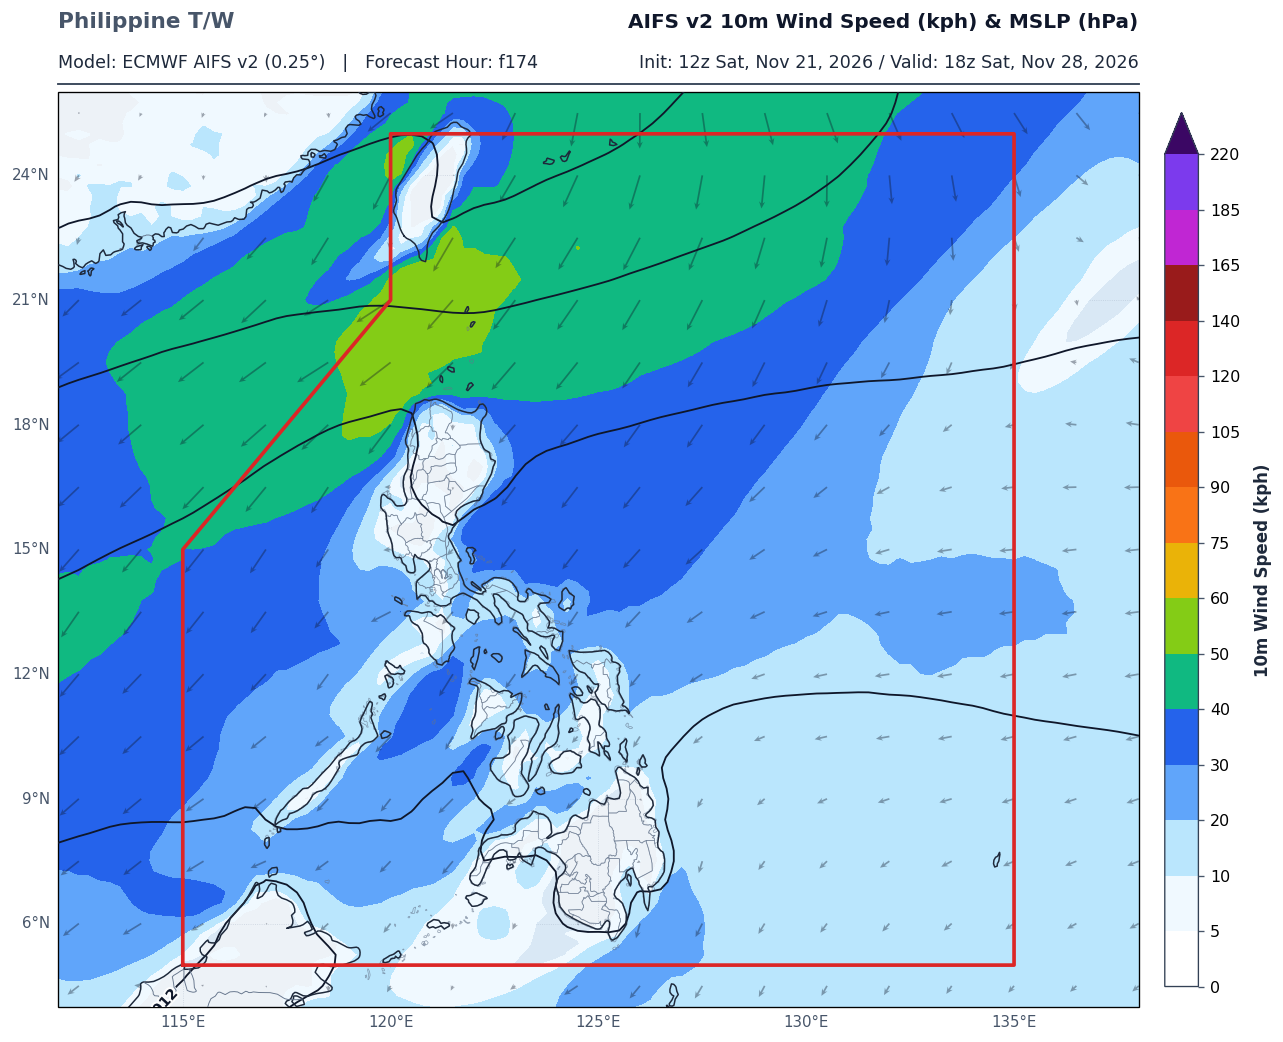 Philippine T/W
AIFS v2 10m Wind Speed (kph) & MSLP (hPa)
Model: ECMWF AIFS v2 (0.25°) | Forecast Hour: f174
Init: 12z Sat, Nov 21, 2026 / Valid: 18z Sat, Nov 28, 2026
24°N
21°N
18°N
15°N
12°N
9°N
6°N
115°E
120°E
125°E
130°E
135°E
220
185
165
140
120
105
90
75
60
50
40
30
20
10
5
0
10m Wind Speed (kph)